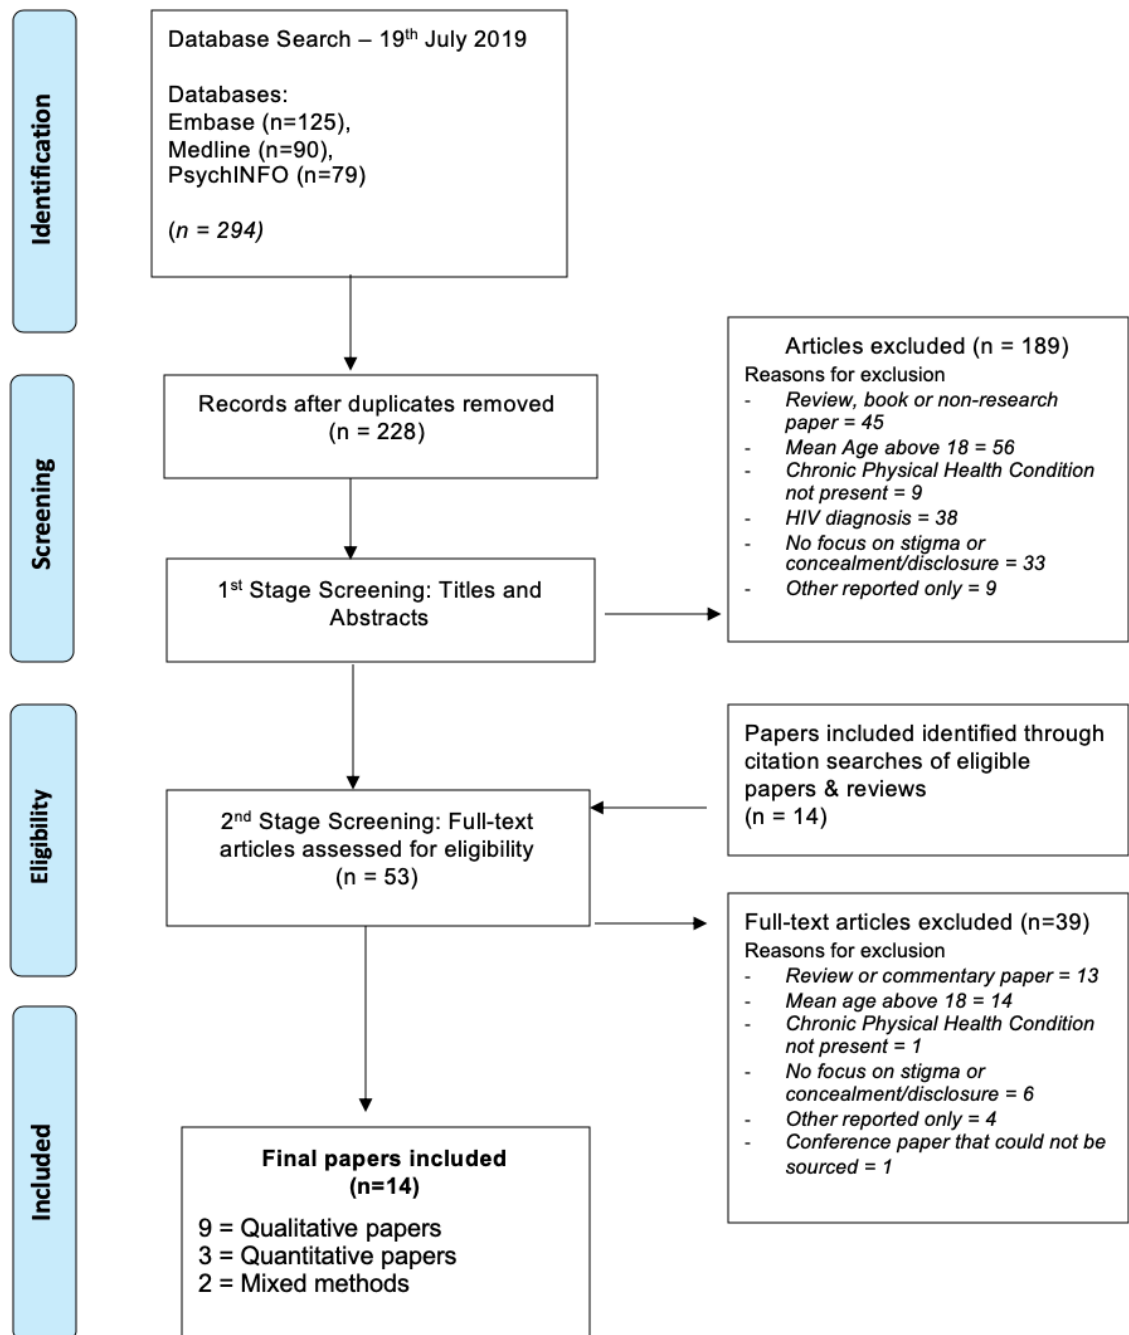 Identification
Database Search – 19th July 2019
Databases:
Embase (n=125),
Medline (n=90),
PsychINFO (n=79)
(n = 294)
Screening
Records after duplicates removed
(n = 228)
1st Stage Screening: Titles and
Abstracts
Articles excluded (n = 189)
Reasons for exclusion
- Review, book or non-research
paper = 45
- Mean Age above 18 = 56
- Chronic Physical Health Condition
not present = 9
- HIV diagnosis = 38
- No focus on stigma or
concealment/disclosure = 33
- Other reported only = 9
Eligibility
Papers included identified through
citation searches of eligible
papers & reviews
(n = 14)
2nd Stage Screening: Full-text
articles assessed for eligibility
(n = 53)
Full-text articles excluded (n=39)
Reasons for exclusion
- Review or commentary paper = 13
- Mean age above 18 = 14
- Chronic Physical Health Condition
not present = 1
- No focus on stigma or
concealment/disclosure = 6
- Other reported only = 4
- Conference paper that could not be
sourced = 1
Included
Final papers included
(n=14)
9 = Qualitative papers
3 = Quantitative papers
2 = Mixed methods